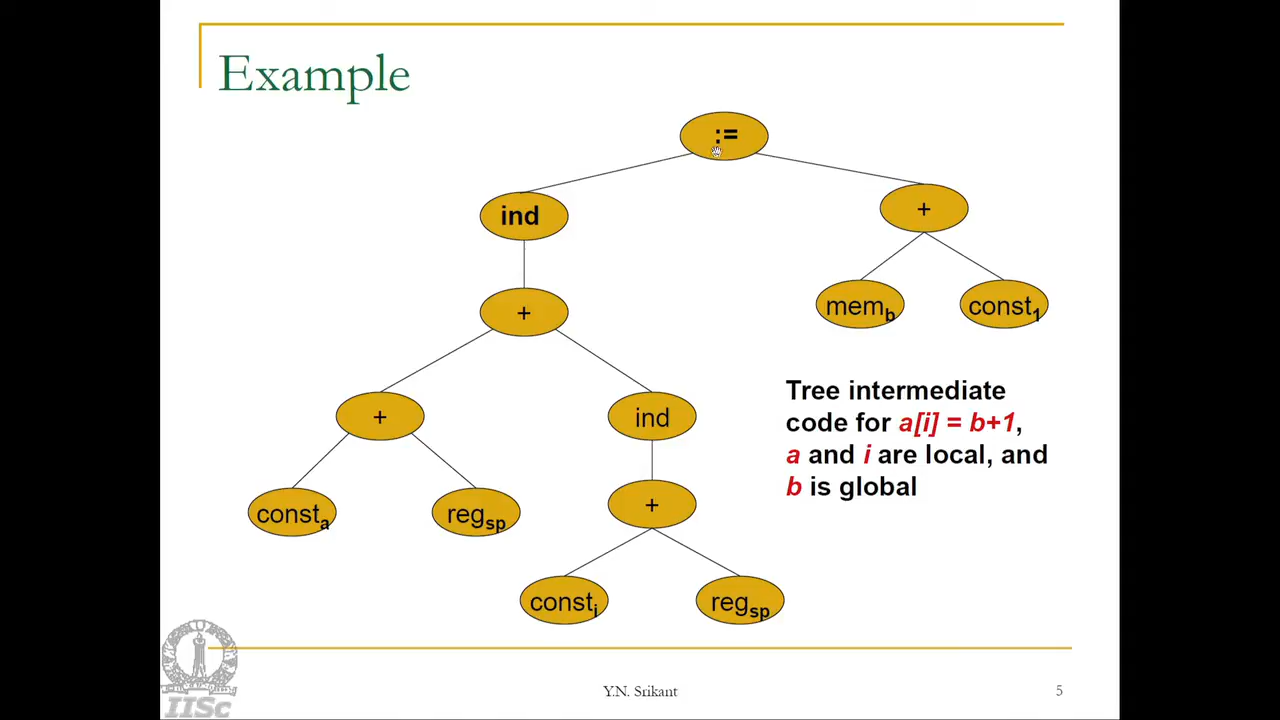 Example
:=
ind
+
+
mem_b
const_1
+
ind
Tree intermediate
code for a[i] = b+1,
a and i are local, and
b is global
const_a
reg_sp
+
const_i
reg_sp
IISc
Y.N. Srikant
5